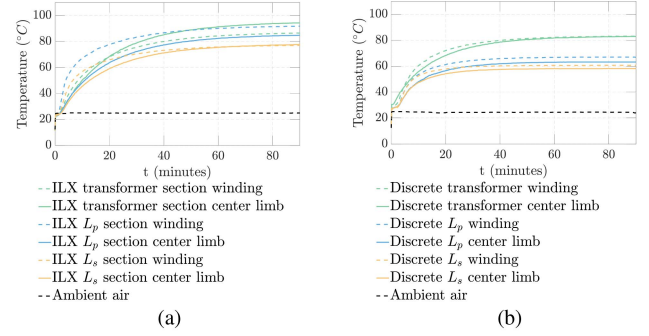 Temperature (°C)
100
80
60
40
20
0
0 20 40 60 80
t (minutes)
ILX transformer section winding
ILX transformer section center limb
ILX Lp section winding
ILX Lp section center limb
ILX Ls section winding
ILX Ls section center limb
Ambient air
(a)
Temperature (°C)
100
80
60
40
20
0
0 20 40 60 80
t (minutes)
Discrete transformer winding
Discrete transformer center limb
Discrete Lp winding
Discrete Lp center limb
Discrete Ls winding
Discrete Ls center limb
Ambient air
(b)